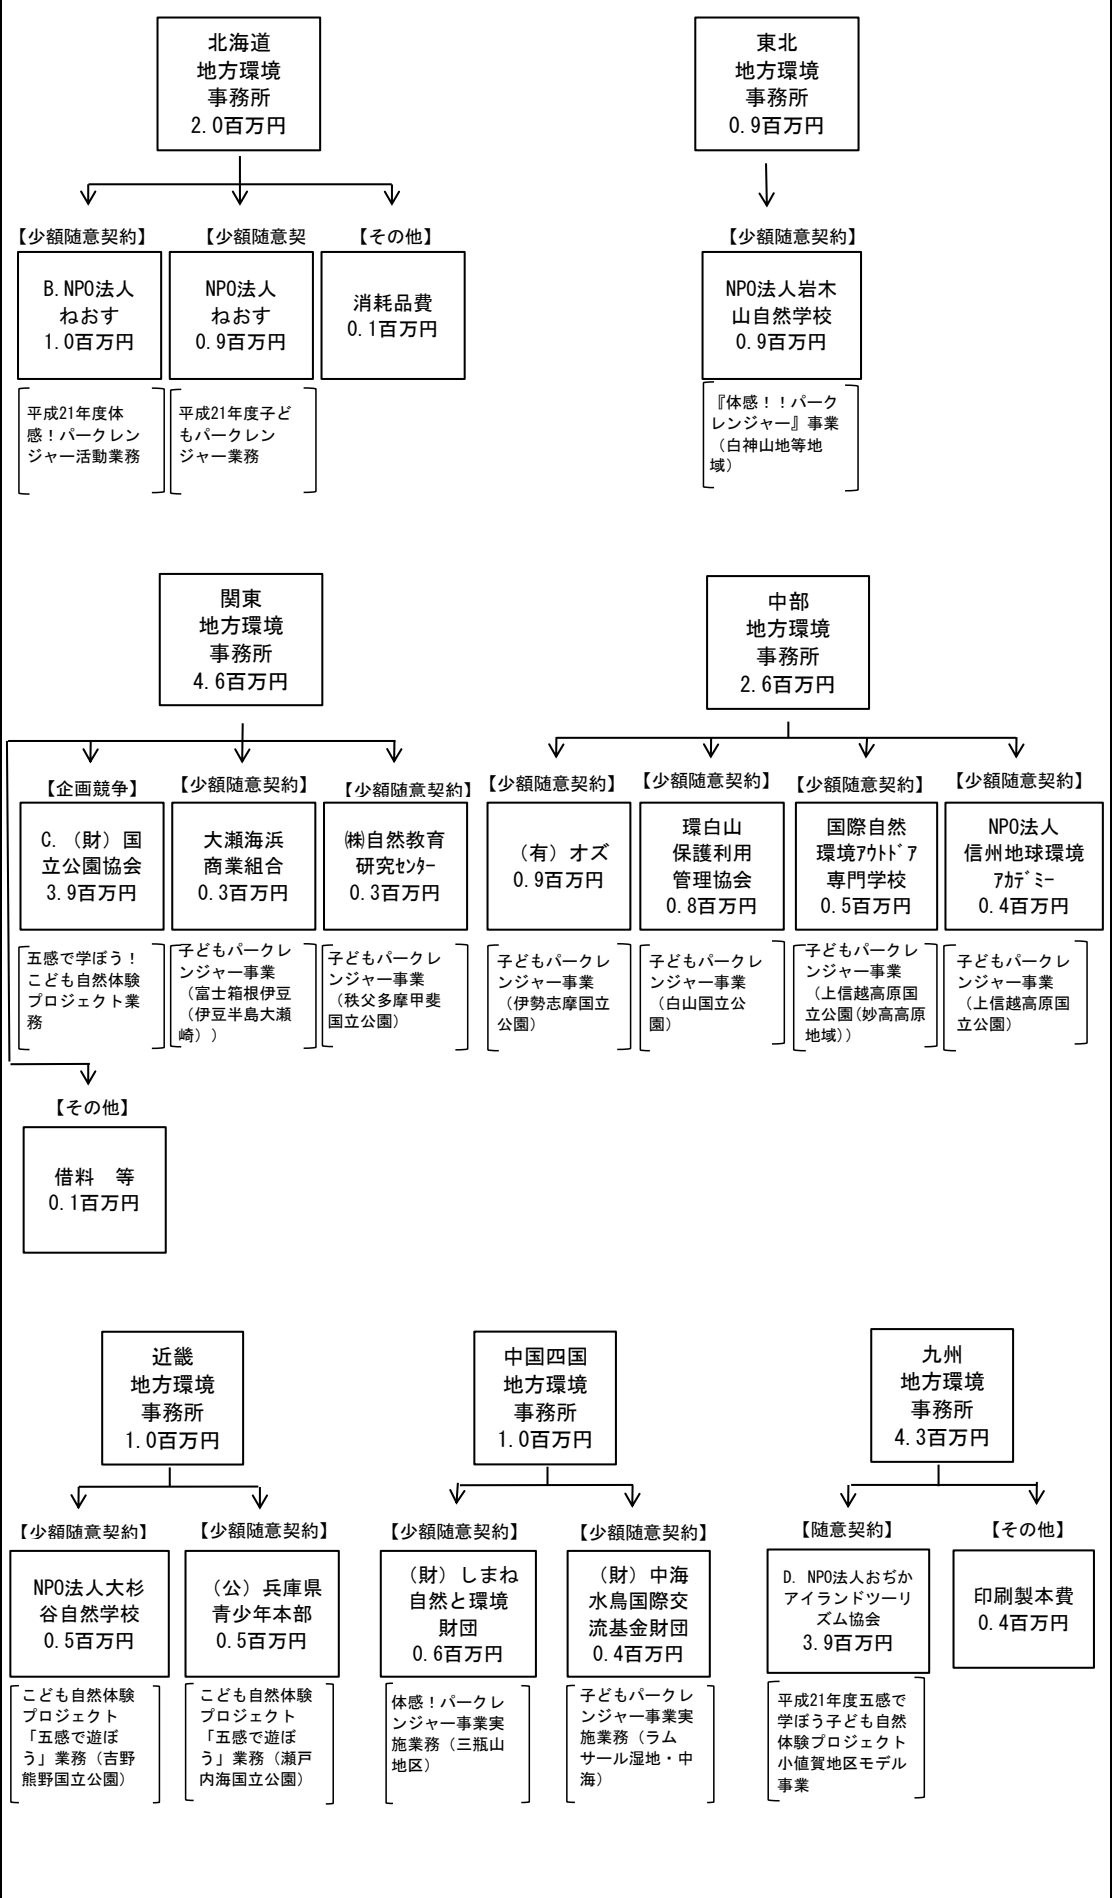 北海道
地方環境
事務所
2.0百万円
東北
地方環境
事務所
0.9百万円
【少額随意契約】
B.NPO法人
ねおす
1.0百万円
平成21年度体
感！パークレン
ジャー活動業務
【少額随意契
NPO法人
ねおす
0.9百万円
平成21年度子ど
もパークレン
ジャー業務
【その他】
消耗品費
0.1百万円
【少額随意契約】
NPO法人岩木
山自然学校
0.9百万円
『体感！！パーク
レンジャー』事業
（白神山地等地
域）
関東
地方環境
事務所
4.6百万円
中部
地方環境
事務所
2.6百万円
【企画競争】
C.（財）国
立公園協会
3.9百万円
五感で学ぼう！
こども自然体験
プロジェクト業
務
【少額随意契約】
大瀬海浜
商業組合
0.3百万円
子どもパークレ
ンジャー事業
（富士箱根伊豆
（伊豆半島大瀬
崎））
【少額随意契約】
㈱自然教育
研究ｾﾝﾀｰ
0.3百万円
子どもパークレ
ンジャー事業
（秩父多摩甲斐
国立公園）
【少額随意契約】
（有）オズ
0.9百万円
子どもパークレ
ンジャー事業
（伊勢志摩国立
公園）
【少額随意契約】
環白山
保護利用
管理協会
0.8百万円
子どもパークレ
ンジャー事業
（白山国立公
園）
【少額随意契約】
国際自然
環境ｱｳﾄﾄﾞｱ
専門学校
0.5百万円
子どもパークレ
ンジャー事業
（上信越高原国
立公園(妙高高原
地域)）
【少額随意契約】
NPO法人
信州地球環境
ｱｶﾃﾞﾐｰ
0.4百万円
子どもパークレ
ンジャー事業
（上信越高原国
立公園）
【その他】
借料　等
0.1百万円
近畿
地方環境
事務所
1.0百万円
中国四国
地方環境
事務所
1.0百万円
九州
地方環境
事務所
4.3百万円
【少額随意契約】
NPO法人大杉
谷自然学校
0.5百万円
こども自然体験
プロジェクト
「五感で遊ぼ
う」業務（吉野
熊野国立公園）
【少額随意契約】
（公）兵庫県
青少年本部
0.5百万円
こども自然体験
プロジェクト
「五感で遊ぼ
う」業務（瀬戸
内海国立公園）
【少額随意契約】
（財）しまね
自然と環境
財団
0.6百万円
体感！パークレ
ンジャー事業実
施業務（三瓶山
地区）
【少額随意契約】
（財）中海
水鳥国際交
流基金財団
0.4百万円
子どもパークレ
ンジャー事業実
施業務（ラム
サール湿地・中
海）
【随意契約】
D. NPO法人おぢか
アイランドツーリ
ズム協会
3.9百万円
平成21年度五感で
学ぼう子ども自然
体験プロジェクト
小値賀地区モデル
事業
【その他】
印刷製本費
0.4百万円